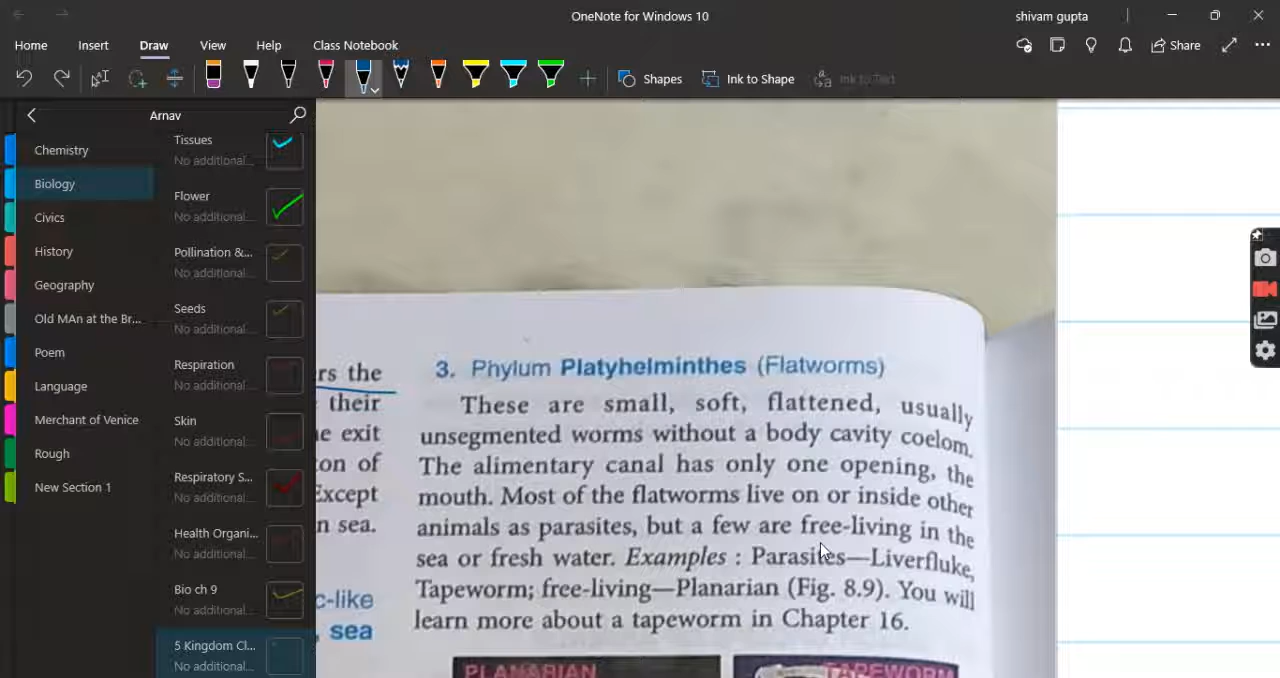 OneNote for Windows 10
shivam gupta
Home Insert Draw View Help Class Notebook
Share
Shapes Ink to Shape Ink to Text
Arnav
Chemistry
Biology
Civics
History
Geography
Old MAn at the Br...
Poem
Language
Merchant of Venice
Rough
New Section 1
Tissues
No additional...
Flower
No additional...
Pollination &...
No additional...
Seeds
No additional...
Respiration
No additional...
Skin
No additional...
Respiratory S...
No additional...
Health Organi...
No additional...
Bio ch 9
No additional...
5 Kingdom Cl...
No additional...
rs the
their
e exit
on of
Except
n sea.
c-like
, sea
3. Phylum Platyhelminthes (Flatworms)
These are small, soft, flattened, usually
unsegmented worms without a body cavity coelom.
The alimentary canal has only one opening, the
mouth. Most of the flatworms live on or inside other
animals as parasites, but a few are free-living in the
sea or fresh water. Examples : Parasites—Liverfluke,
Tapeworm; free-living—Planarian (Fig. 8.9). You will
learn more about a tapeworm in Chapter 16.
PLANARIAN
TAPEWORM